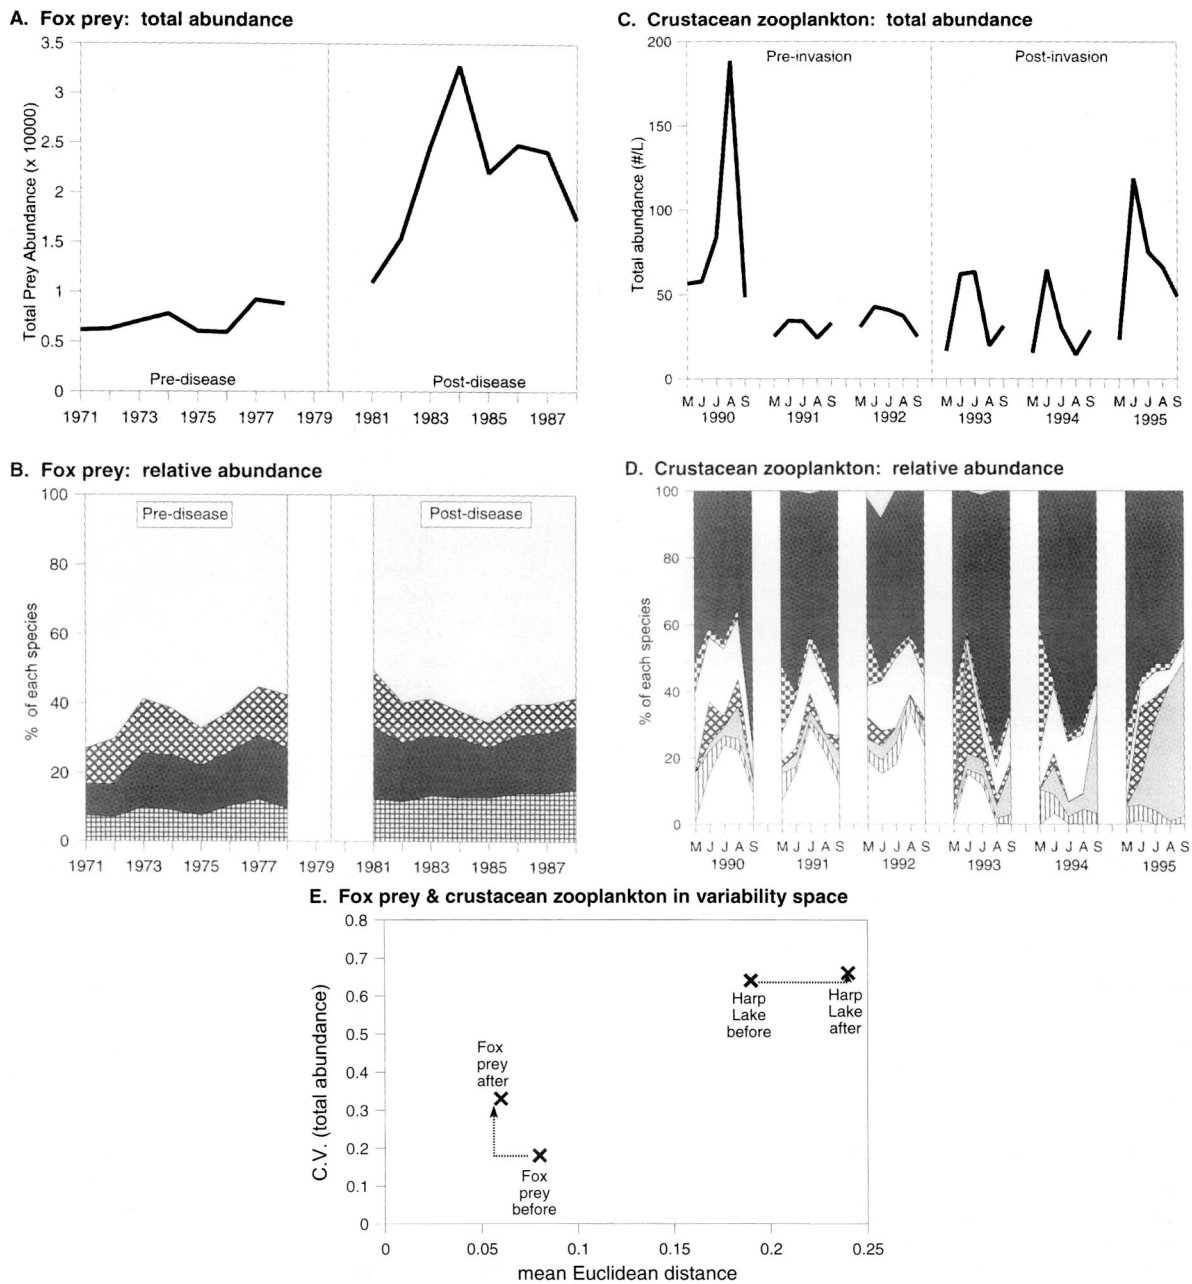 A. Fox prey: total abundance
3.5
3
2.5
2
1.5
1
0.5
0
Total Prey Abundance (x 10000)
Pre-disease
Post-disease
1971 1973 1975 1977 1979 1981 1983 1985 1987
C. Crustacean zooplankton: total abundance
200
150
100
50
0
Total abundance (#/L)
Pre-invasion
Post-invasion
M J J A S M J J A S M J J A S M J J A S M J J A S M J J A S
1990 1991 1992 1993 1994 1995
B. Fox prey: relative abundance
100
80
60
40
20
0
% of each species
Pre-disease
Post-disease
1971 1973 1975 1977 1979 1981 1983 1985 1987
D. Crustacean zooplankton: relative abundance
100
80
60
40
20
0
% of each species
M J J A S M J J A S M J J A S M J J A S M J J A S M J J A S
1990 1991 1992 1993 1994 1995
E. Fox prey & crustacean zooplankton in variability space
0.8
0.7
0.6
0.5
0.4
0.3
0.2
0.1
0
C.V. (total abundance)
Harp
Lake
before
Harp
Lake
after
Fox
prey
after
Fox
prey
before
0 0.05 0.1 0.15 0.2 0.25
mean Euclidean distance